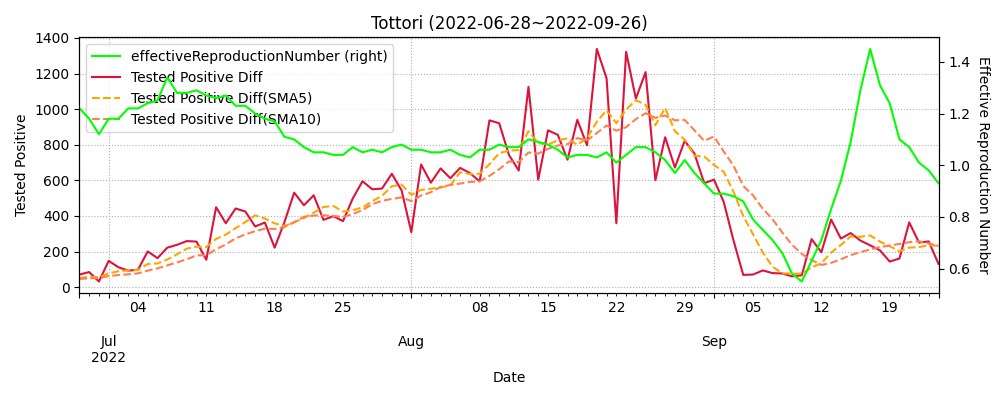 Tottori (2022-06-28~2022-09-26)
effectiveReproductionNumber (right)
Tested Positive Diff
Tested Positive Diff(SMA5)
Tested Positive Diff(SMA10)
1400
1200
1000
800
600
400
200
0
Tested Positive
1.4
1.2
1.0
0.8
0.6
Effective Reproduction Number
04 11 18 25 08 15 22 29 05 12 19
Jul Aug Sep
2022
Date